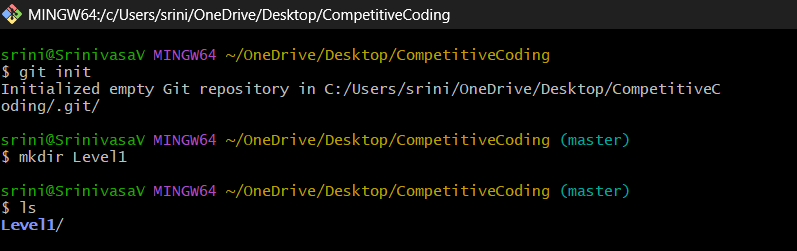 MINGW64:/c/Users/srini/OneDrive/Desktop/CompetitiveCoding
srini@SrinivasaV MINGW64 ~/OneDrive/Desktop/CompetitiveCoding
$ git init
Initialized empty Git repository in C:/Users/srini/OneDrive/Desktop/CompetitiveC
oding/.git/
srini@SrinivasaV MINGW64 ~/OneDrive/Desktop/CompetitiveCoding (master)
$ mkdir Level1
srini@SrinivasaV MINGW64 ~/OneDrive/Desktop/CompetitiveCoding (master)
$ ls
Level1/